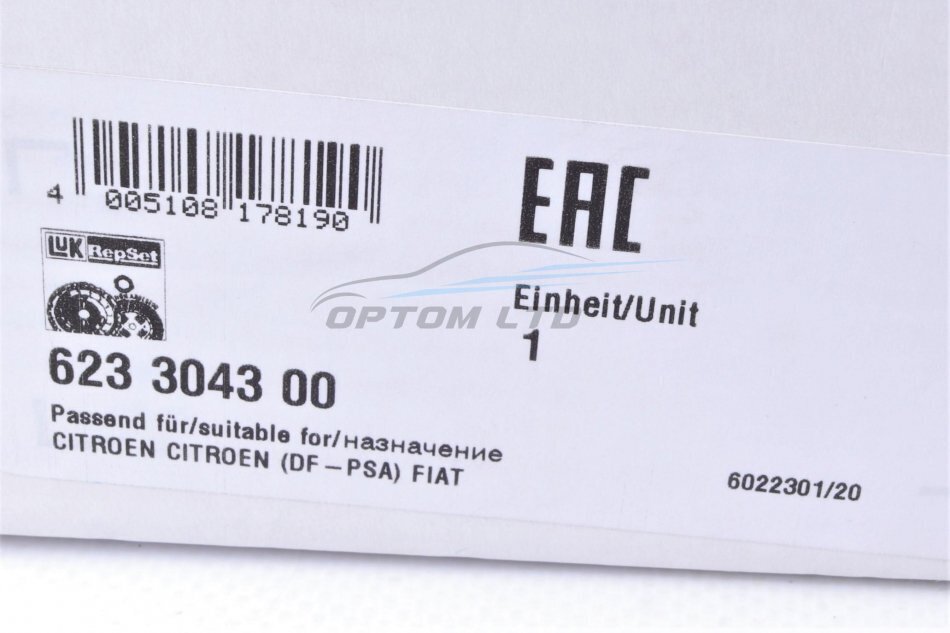 4 005108 178190
EAC
LuK RepSet
Einheit/Unit
1
OPTOM LTD
623 3043 00
Passend für/suitable for/назначение
CITROEN CITROEN (DF-PSA) FIAT
6022301/20